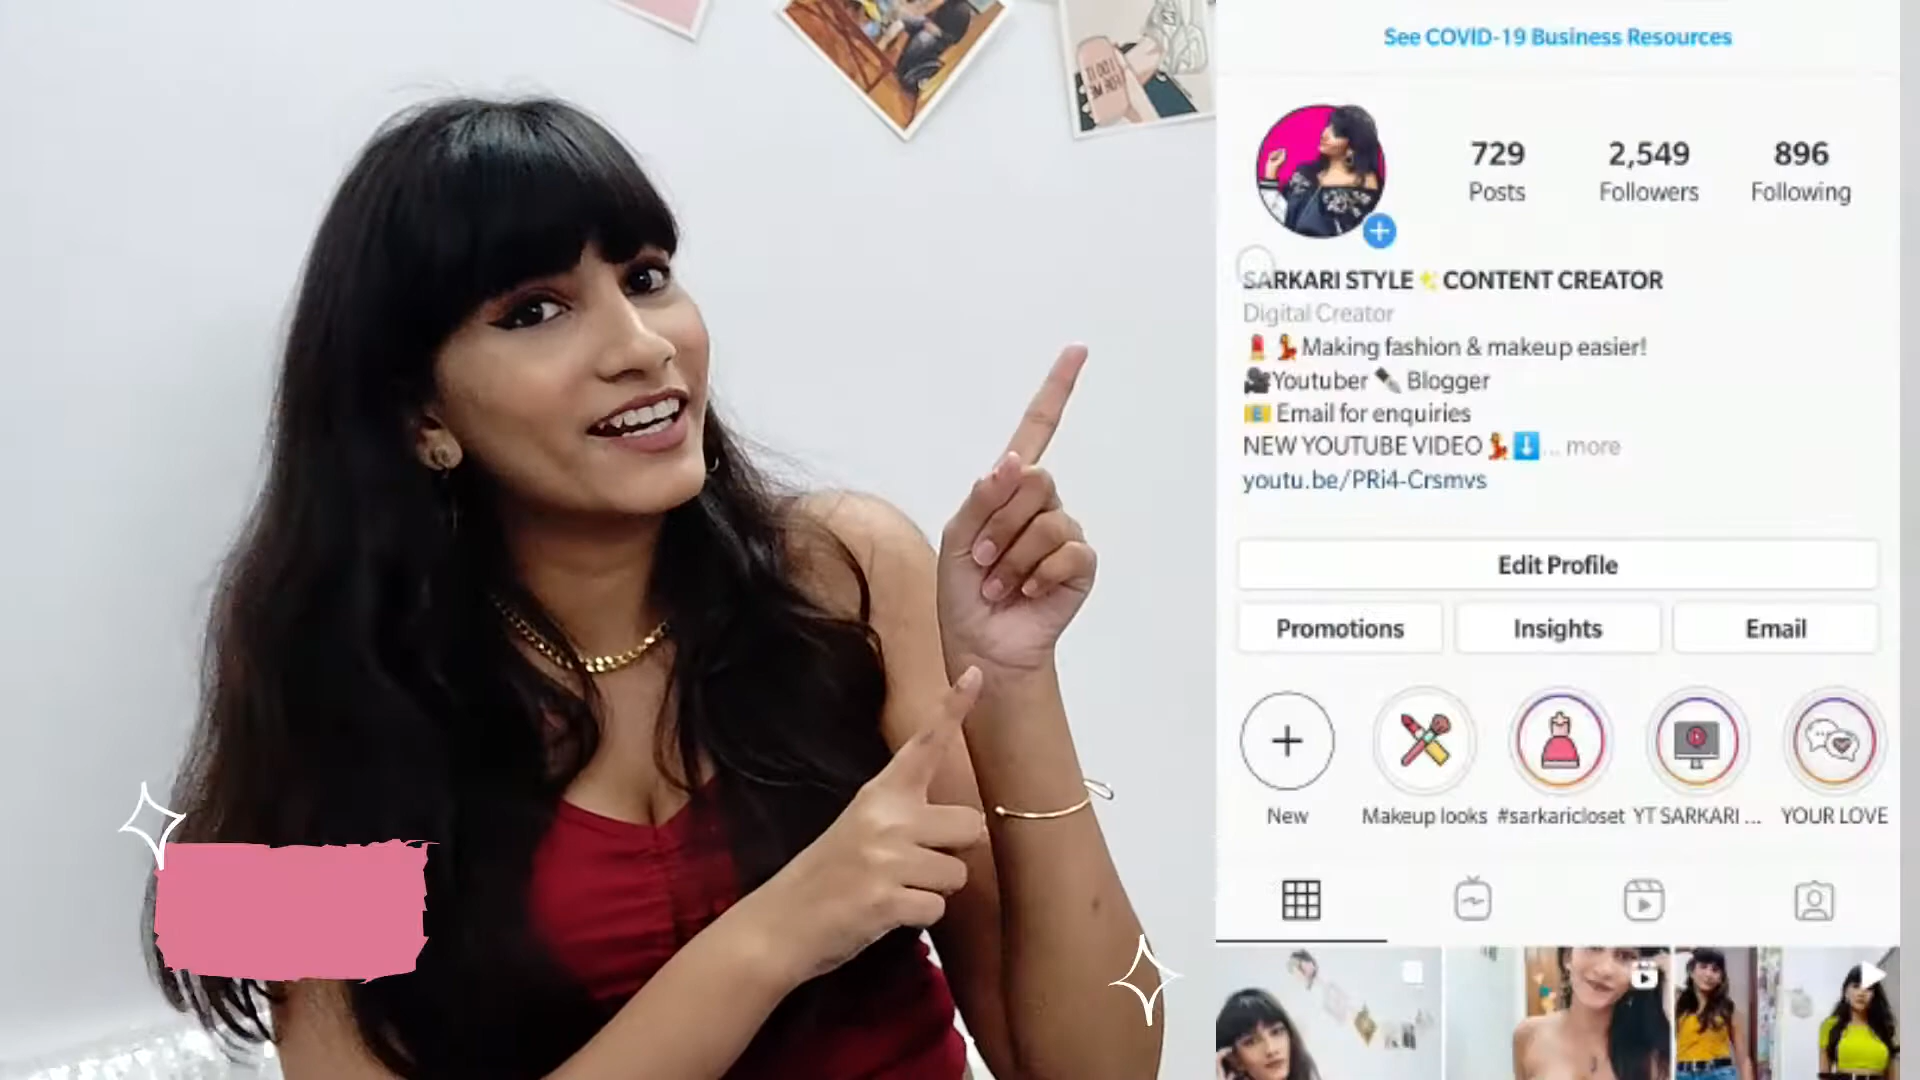 See COVID-19 Business Resources
729 2,549 896
Posts Followers Following
SARKARI STYLE✨CONTENT CREATOR
Digital Creator
💄💃Making fashion & makeup easier!
🎥Youtuber ✒️ Blogger
📧 Email for enquiries
NEW YOUTUBE VIDEO💃⬇️... more
youtu.be/PRi4-Crsmvs
Edit Profile
Promotions Insights Email
New Makeup looks #sarkaricloset YT SARKARI ... YOUR LOVE